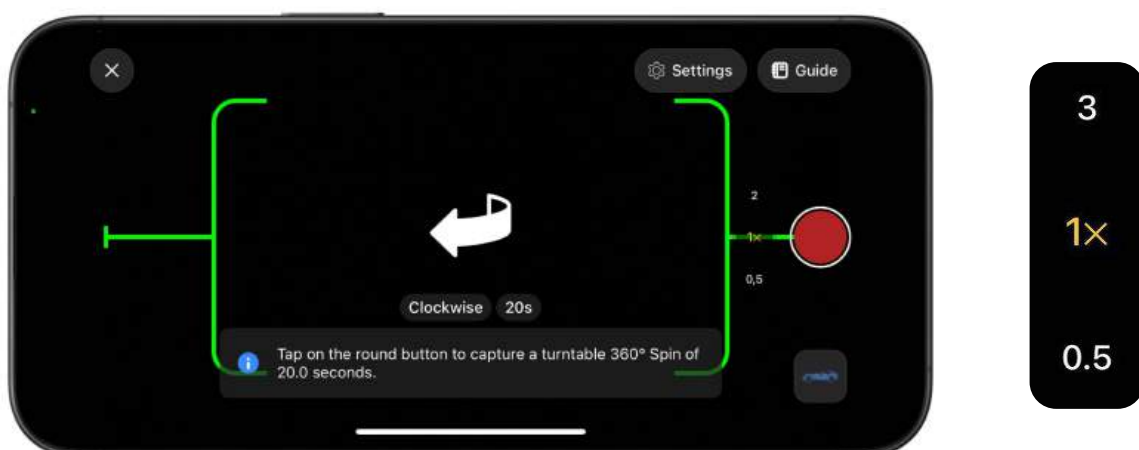 Settings
Guide
2
1×
0,5
Clockwise
20s
Tap on the round button to capture a turntable 360° Spin of
20.0 seconds.
3
1×
0.5